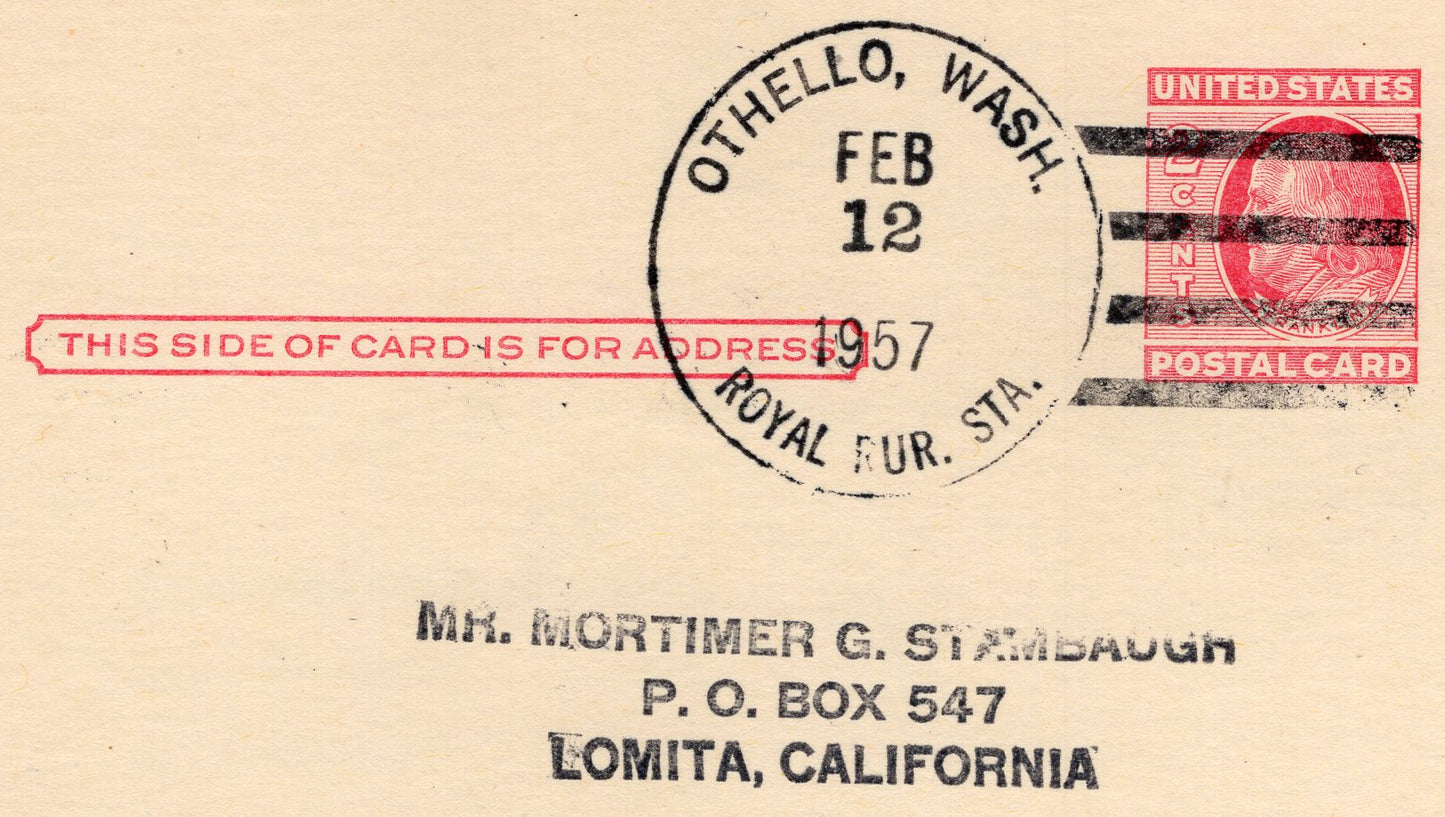 OTHELLO, WASH.
FEB
12
1957
ROYAL RUR. STA.
UNITED STATES
2 CENTS
FRANKLIN
POSTAL CARD
THIS SIDE OF CARD IS FOR ADDRESS
MR. MORTIMER G. STAMBAUGH
P. O. BOX 547
LOMITA, CALIFORNIA